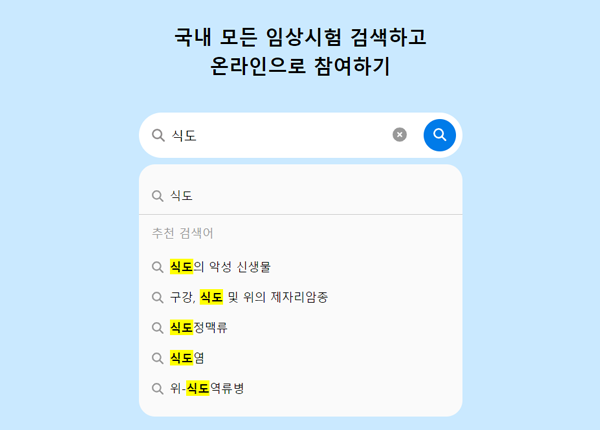 국내 모든 임상시험 검색하고
온라인으로 참여하기
식도
식도
추천 검색어
식도의 악성 신생물
구강, 식도 및 위의 제자리암종
식도정맥류
식도염
위-식도역류병